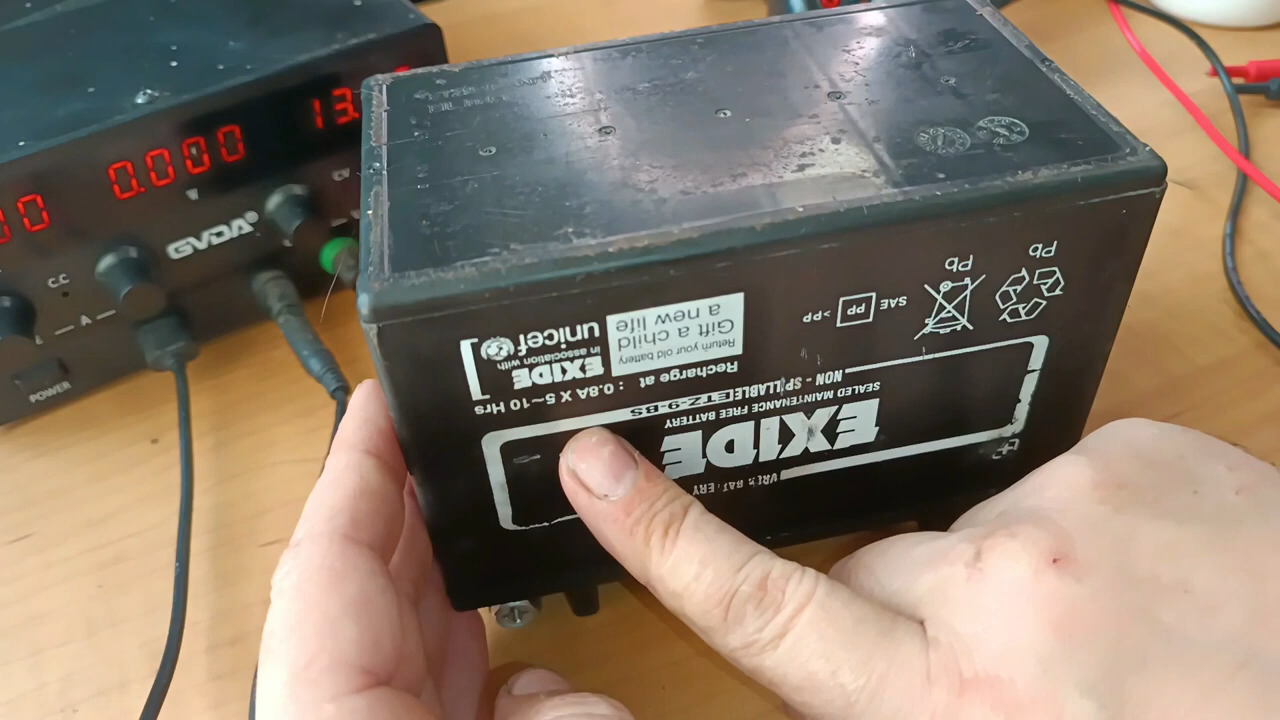 00
0.000
V
13.
C.C
A
CV
GVDA®
POWER
VRLA BATTERY
EXIDE
SEALED MAINTENANCE FREE BATTERY
NON - SPILLABLE ETZ-9-BS
Recharge at : 0.8A X 5~10 Hrs
EXIDE
in association with
unicef
Return your old battery
Gift a child
a new life
SAE
PP
>PP
Pb
Pb